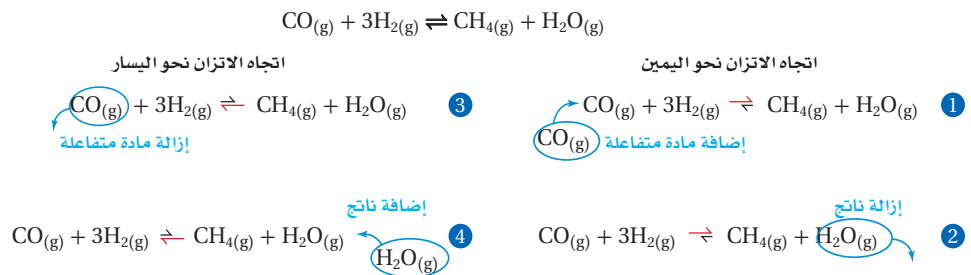 CO(g) + 3H2(g) ⇌ CH4(g) + H2O(g)
اتجاه الاتزان نحو اليمين
1 CO(g) + 3H2(g) ⇌ CH4(g) + H2O(g)
CO(g) إضافة مادة متفاعلة
إزالة ناتج
2 CO(g) + 3H2(g) ⇌ CH4(g) + H2O(g)
اتجاه الاتزان نحو اليسار
3 CO(g) + 3H2(g) ⇌ CH4(g) + H2O(g)
إزالة مادة متفاعلة
إضافة ناتج
4 CO(g) + 3H2(g) ⇌ CH4(g) + H2O(g)
H2O(g)